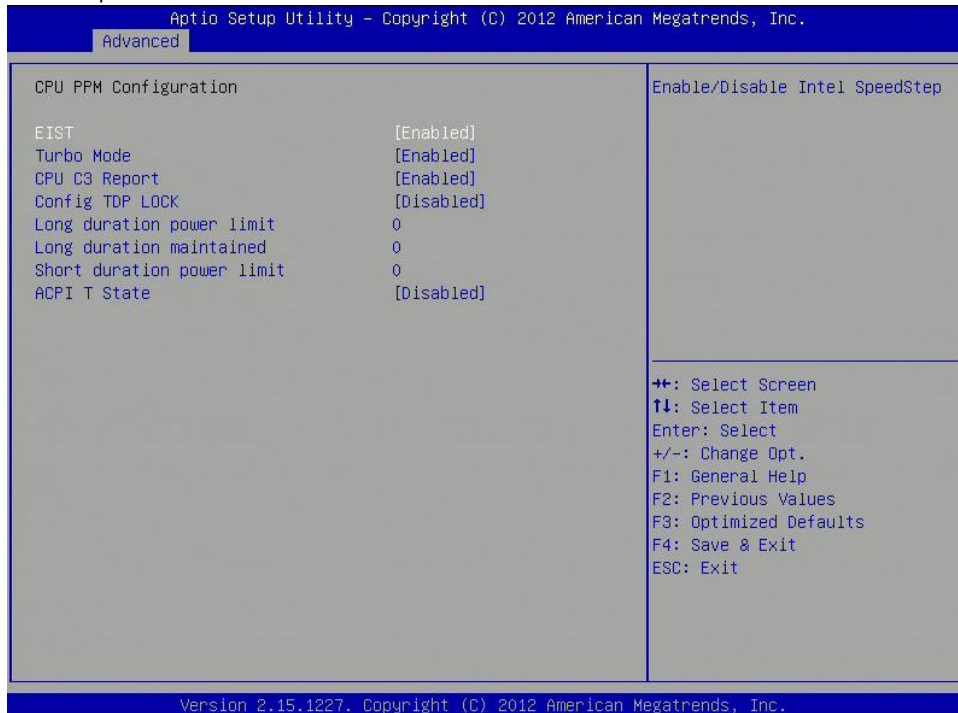 Aptio Setup Utility – Copyright (C) 2012 American Megatrends, Inc.
Advanced
CPU PPM Configuration
EIST [Enabled]
Turbo Mode [Enabled]
CPU C3 Report [Enabled]
Config TDP LOCK [Disabled]
Long duration power limit 0
Long duration maintained 0
Short duration power limit 0
ACPI T State [Disabled]
Enable/Disable Intel SpeedStep
→←: Select Screen
↑↓: Select Item
Enter: Select
+/-: Change Opt.
F1: General Help
F2: Previous Values
F3: Optimized Defaults
F4: Save & Exit
ESC: Exit
Version 2.15.1227. Copyright (C) 2012 American Megatrends, Inc.